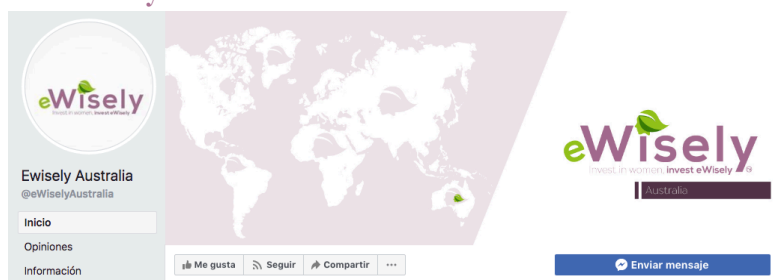 eWisely
Invest in women, invest eWisely
Ewisely Australia
@eWiselyAustralia
Inicio
Opiniones
Información
eWisely
Invest in women, invest eWisely ®
Australia
Me gusta
Seguir
Compartir
...
Enviar mensaje